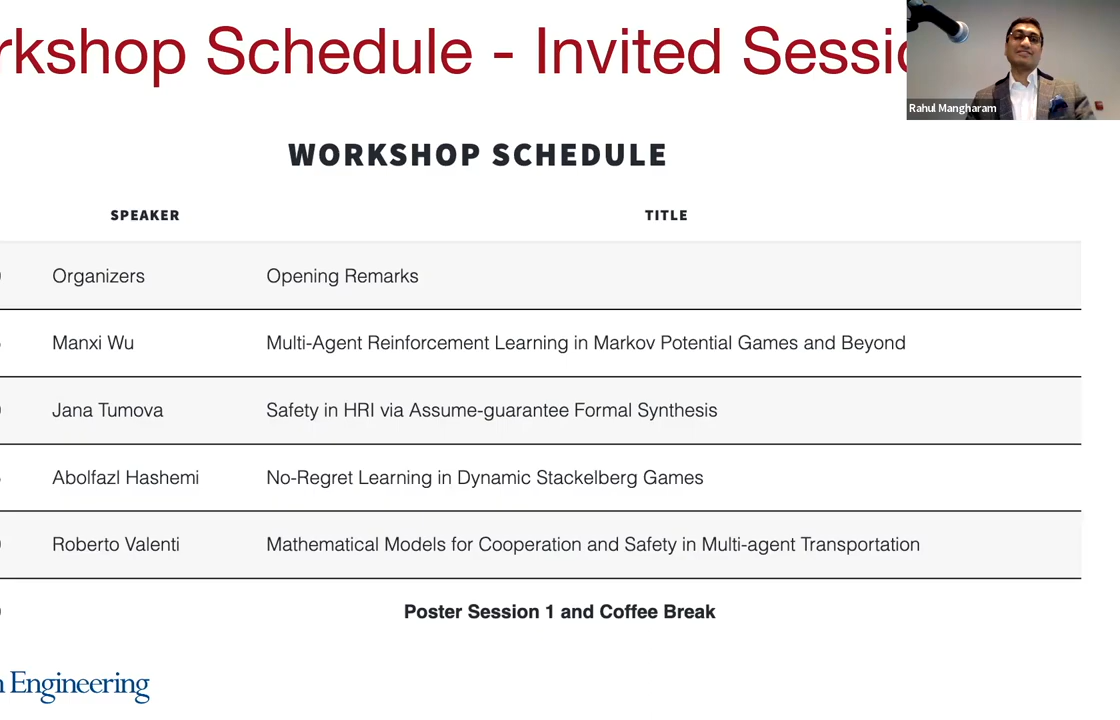 rkshop Schedule - Invited Sessio
Rahul Mangharam
WORKSHOP SCHEDULE
SPEAKER TITLE
Organizers Opening Remarks
Manxi Wu Multi-Agent Reinforcement Learning in Markov Potential Games and Beyond
Jana Tumova Safety in HRI via Assume-guarantee Formal Synthesis
Abolfazl Hashemi No-Regret Learning in Dynamic Stackelberg Games
Roberto Valenti Mathematical Models for Cooperation and Safety in Multi-agent Transportation
Poster Session 1 and Coffee Break
Engineering